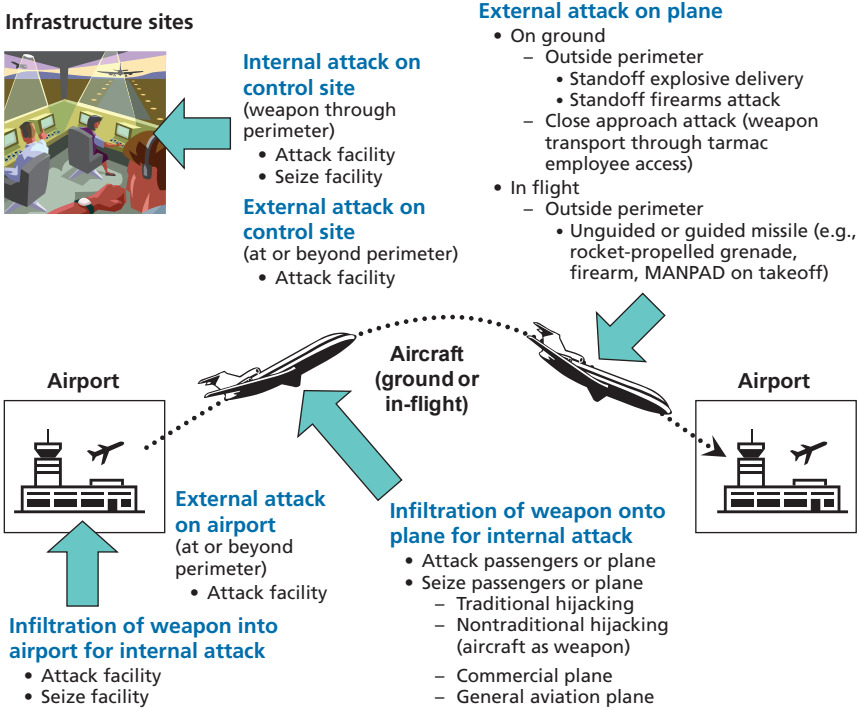 Infrastructure sites
Internal attack on
control site
(weapon through
perimeter)
• Attack facility
• Seize facility
External attack on
control site
(at or beyond perimeter)
• Attack facility
External attack on plane
• On ground
– Outside perimeter
• Standoff explosive delivery
• Standoff firearms attack
– Close approach attack (weapon
transport through tarmac
employee access)
• In flight
– Outside perimeter
• Unguided or guided missile (e.g.,
rocket-propelled grenade,
firearm, MANPAD on takeoff)
Airport
Aircraft
(ground or
in-flight)
Airport
External attack
on airport
(at or beyond
perimeter)
• Attack facility
Infiltration of weapon into
airport for internal attack
• Attack facility
• Seize facility
Infiltration of weapon onto
plane for internal attack
• Attack passengers or plane
• Seize passengers or plane
– Traditional hijacking
– Nontraditional hijacking
(aircraft as weapon)
– Commercial plane
– General aviation plane